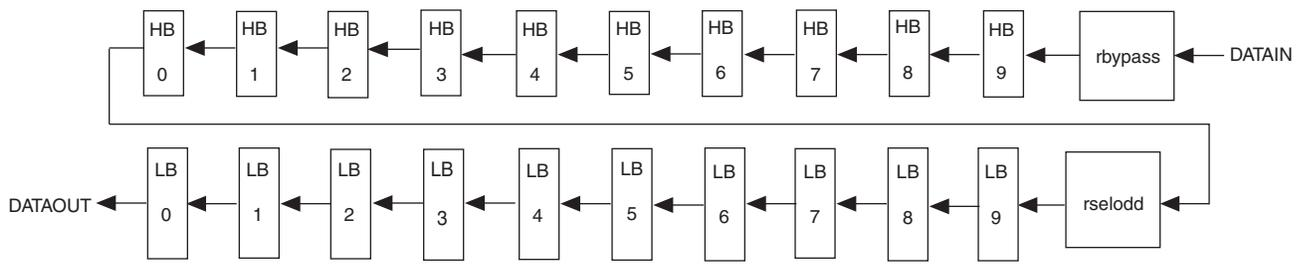 HB HB HB HB HB HB HB HB HB HB
0 1 2 3 4 5 6 7 8 9 rbypass DATAIN
LB LB LB LB LB LB LB LB LB LB
DATAOUT 0 1 2 3 4 5 6 7 8 9 rselodd